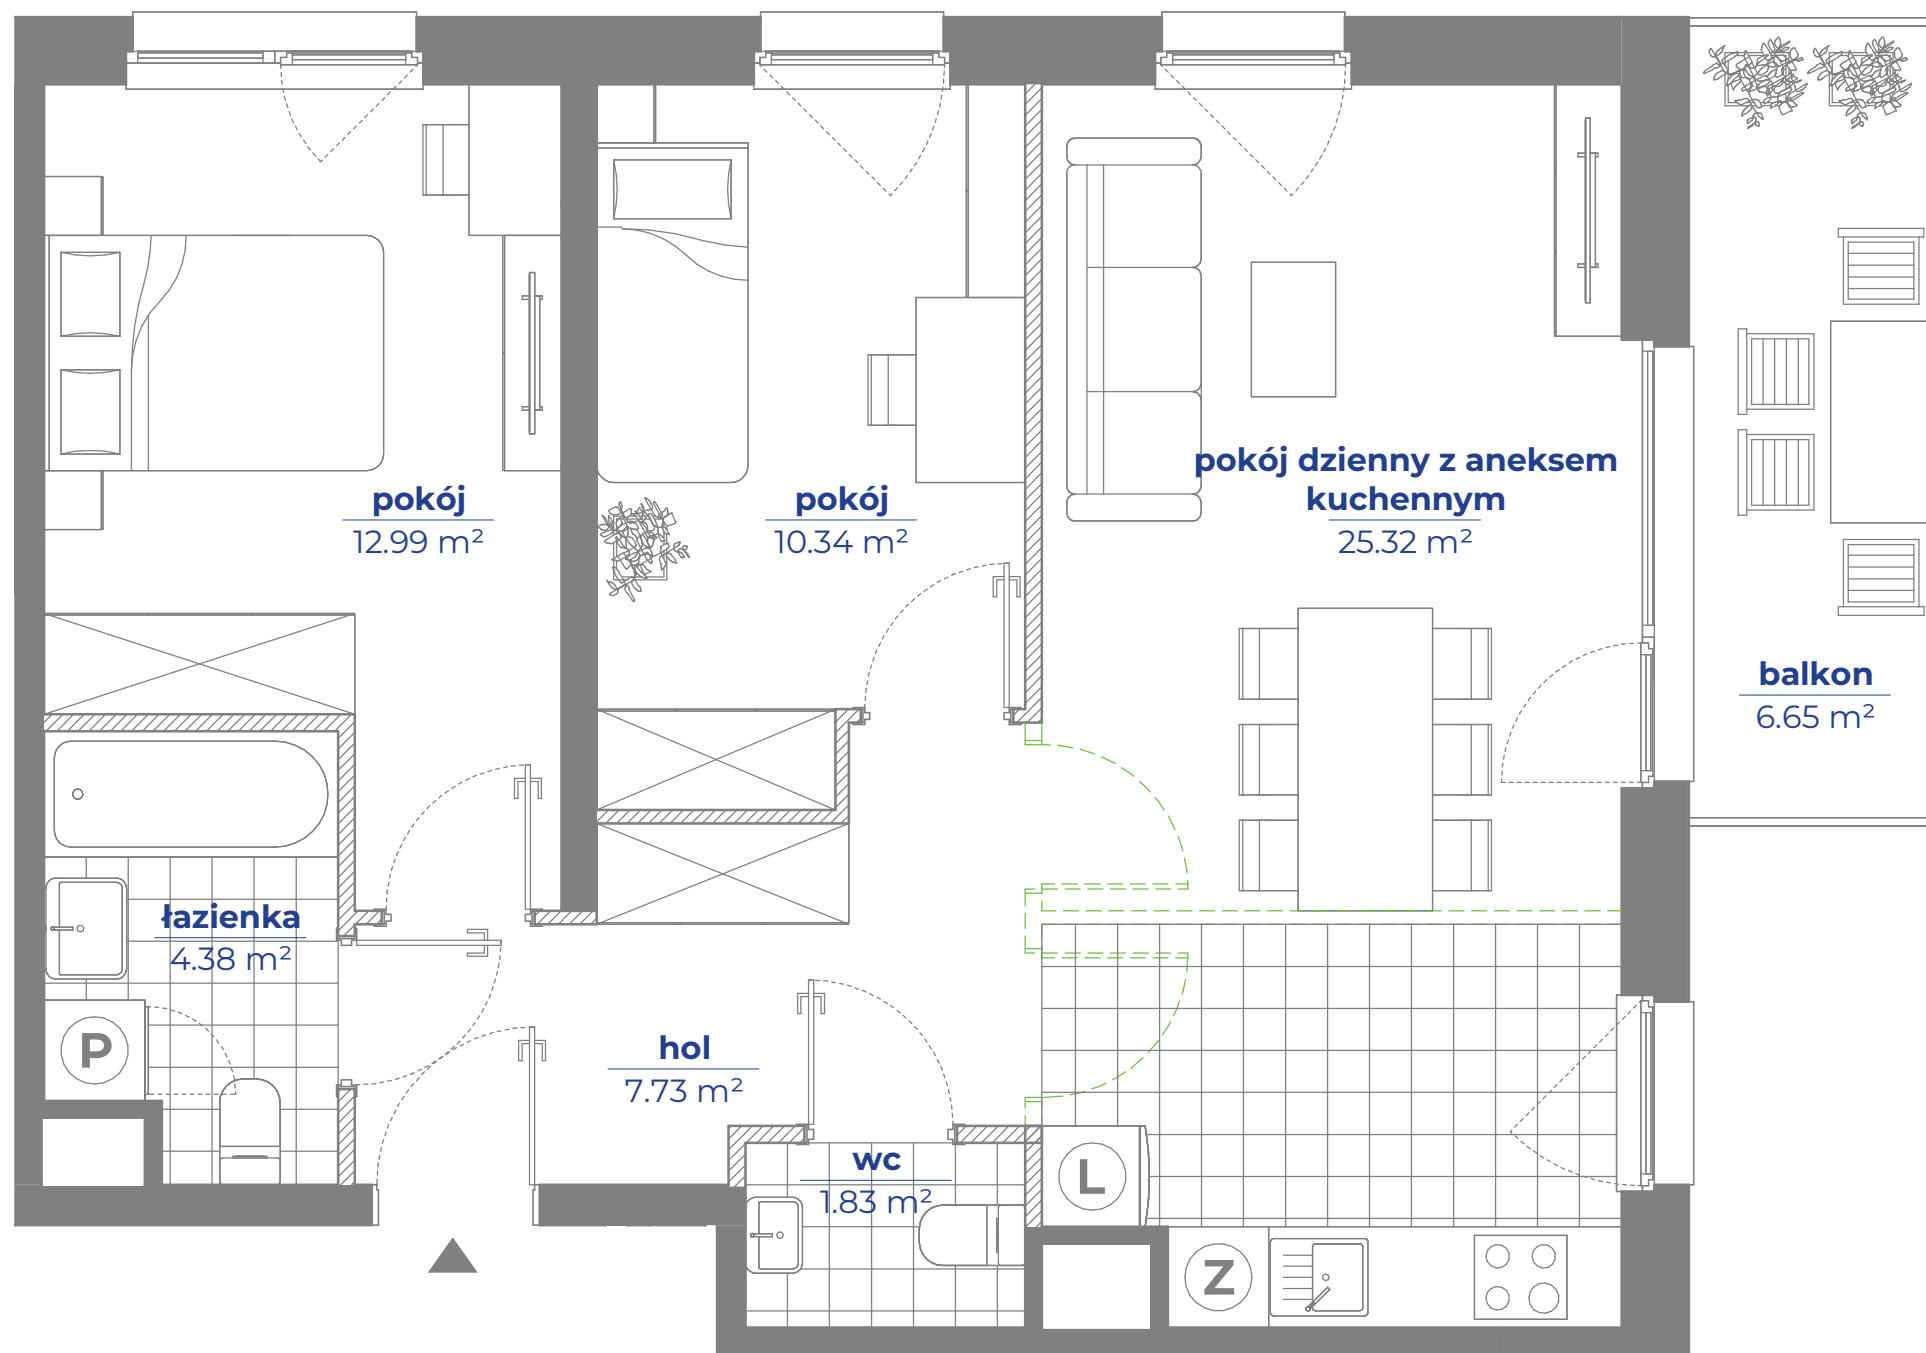 pokój
12.99 m²
pokój
10.34 m²
pokój dzienny z aneksem
kuchennym
25.32 m²
balkon
6.65 m²
łazienka
4.38 m²
P
hol
7.73 m²
wc
1.83 m²
L
Z